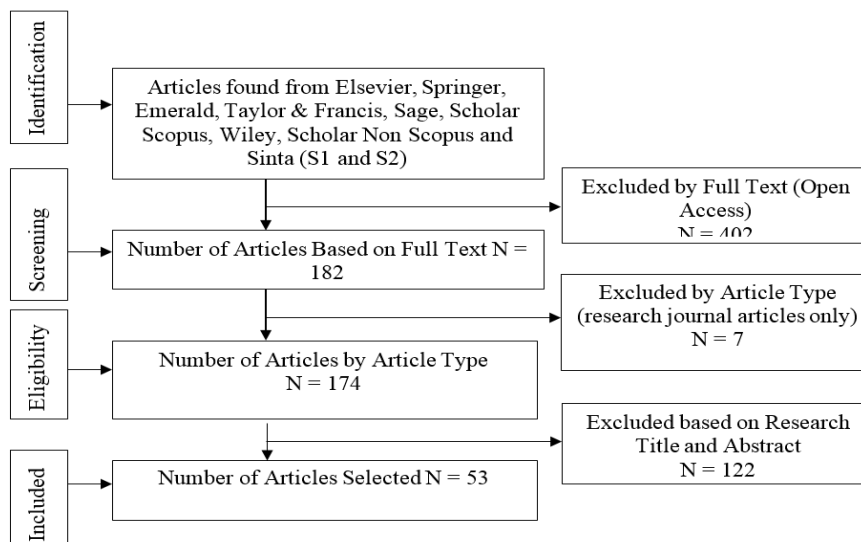 Identification
Articles found from Elsevier, Springer,
Emerald, Taylor & Francis, Sage, Scholar
Scopus, Wiley, Scholar Non Scopus and
Sinta (S1 and S2)
Excluded by Full Text (Open
Access)
N = 402
Screening
Number of Articles Based on Full Text N =
182
Excluded by Article Type
(research journal articles only)
N = 7
Eligibility
Number of Articles by Article Type
N = 174
Excluded based on Research
Title and Abstract
N = 122
Included
Number of Articles Selected N = 53